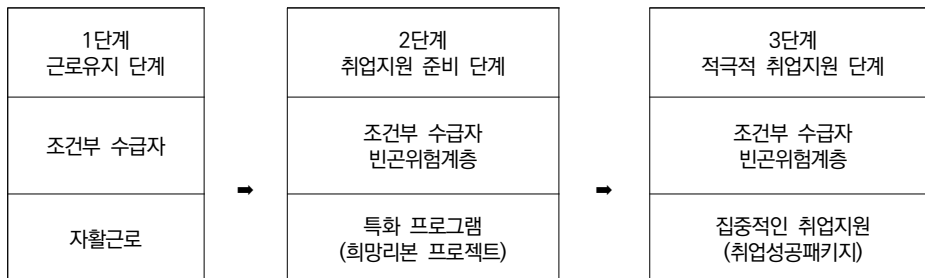 1단계
근로유지 단계
조건부 수급자
자활근로
➡
2단계
취업지원 준비 단계
조건부 수급자
빈곤위험계층
특화 프로그램
(희망리본 프로젝트)
➡
3단계
적극적 취업지원 단계
조건부 수급자
빈곤위험계층
집중적인 취업지원
(취업성공패키지)